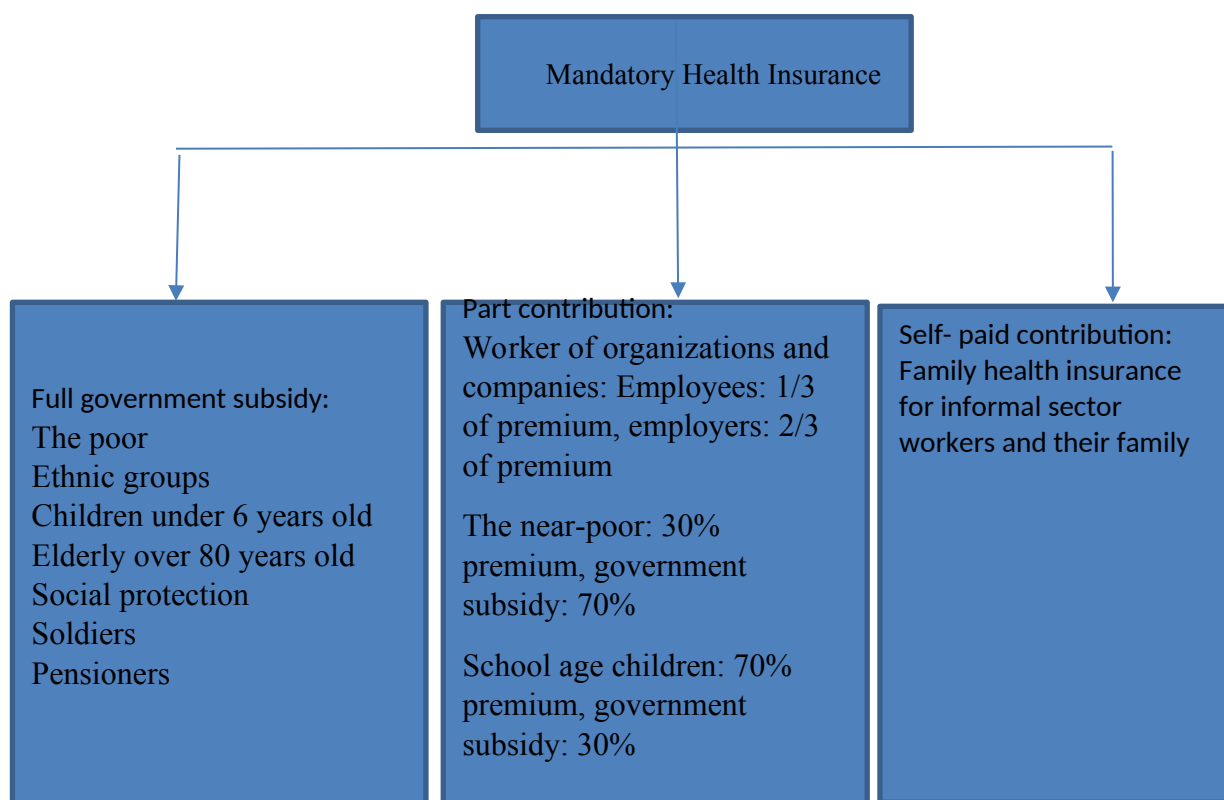 Mandatory Health Insurance
Full government subsidy:
The poor
Ethnic groups
Children under 6 years old
Elderly over 80 years old
Social protection
Soldiers
Pensioners
Part contribution:
Worker of organizations and
companies: Employees: 1/3
of premium, employers: 2/3
of premium
The near-poor: 30%
premium, government
subsidy: 70%
School age children: 70%
premium, government
subsidy: 30%
Self- paid contribution:
Family health insurance
for informal sector
workers and their family